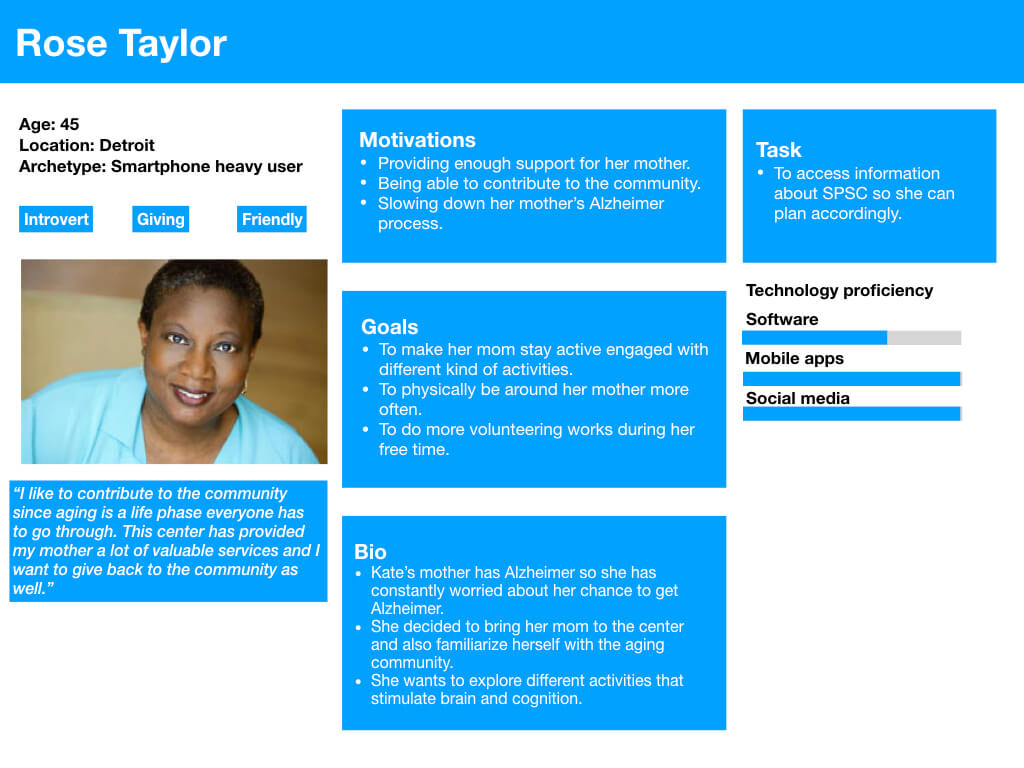 Rose Taylor
Age: 45
Location: Detroit
Archetype: Smartphone heavy user
Introvert
Giving
Friendly
“I like to contribute to the community
since aging is a life phase everyone has
to go through. This center has provided
my mother a lot of valuable services and I
want to give back to the community as
well.”
Motivations
• Providing enough support for her mother.
• Being able to contribute to the community.
• Slowing down her mother’s Alzheimer
process.
Goals
• To make her mom stay active engaged with
different kind of activities.
• To physically be around her mother more
often.
• To do more volunteering works during her
free time.
Bio
• Kate’s mother has Alzheimer so she has
constantly worried about her chance to get
Alzheimer.
• She decided to bring her mom to the center
and also familiarize herself with the aging
community.
• She wants to explore different activities that
stimulate brain and cognition.
Task
• To access information
about SPSC so she can
plan accordingly.
Technology proficiency
Software
Mobile apps
Social media